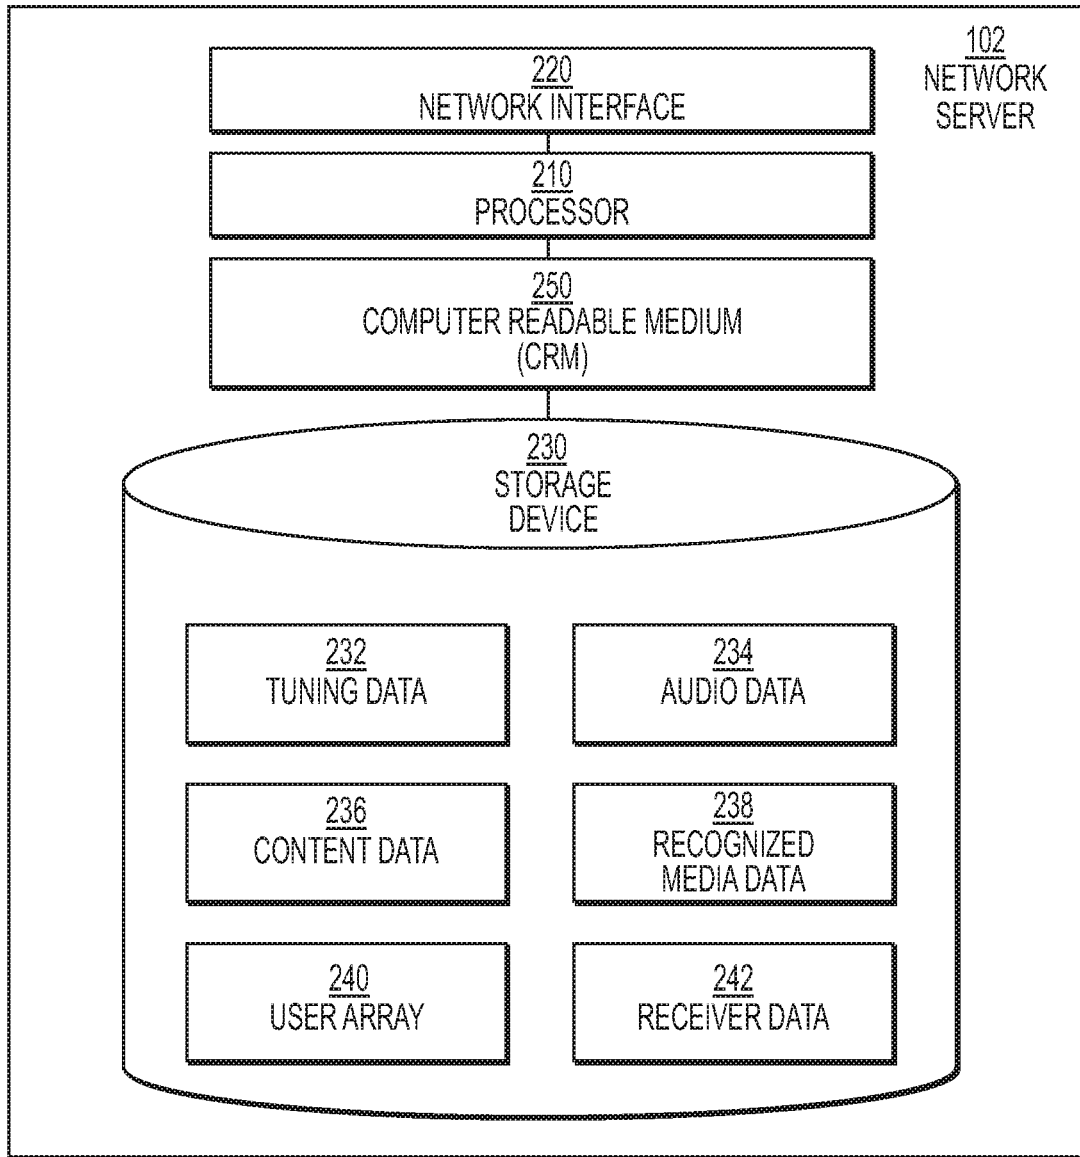 102
NETWORK
SERVER
220
NETWORK INTERFACE
210
PROCESSOR
250
COMPUTER READABLE MEDIUM
(CRM)
230
STORAGE
DEVICE
232
TUNING DATA
234
AUDIO DATA
236
CONTENT DATA
238
RECOGNIZED
MEDIA DATA
240
USER ARRAY
242
RECEIVER DATA